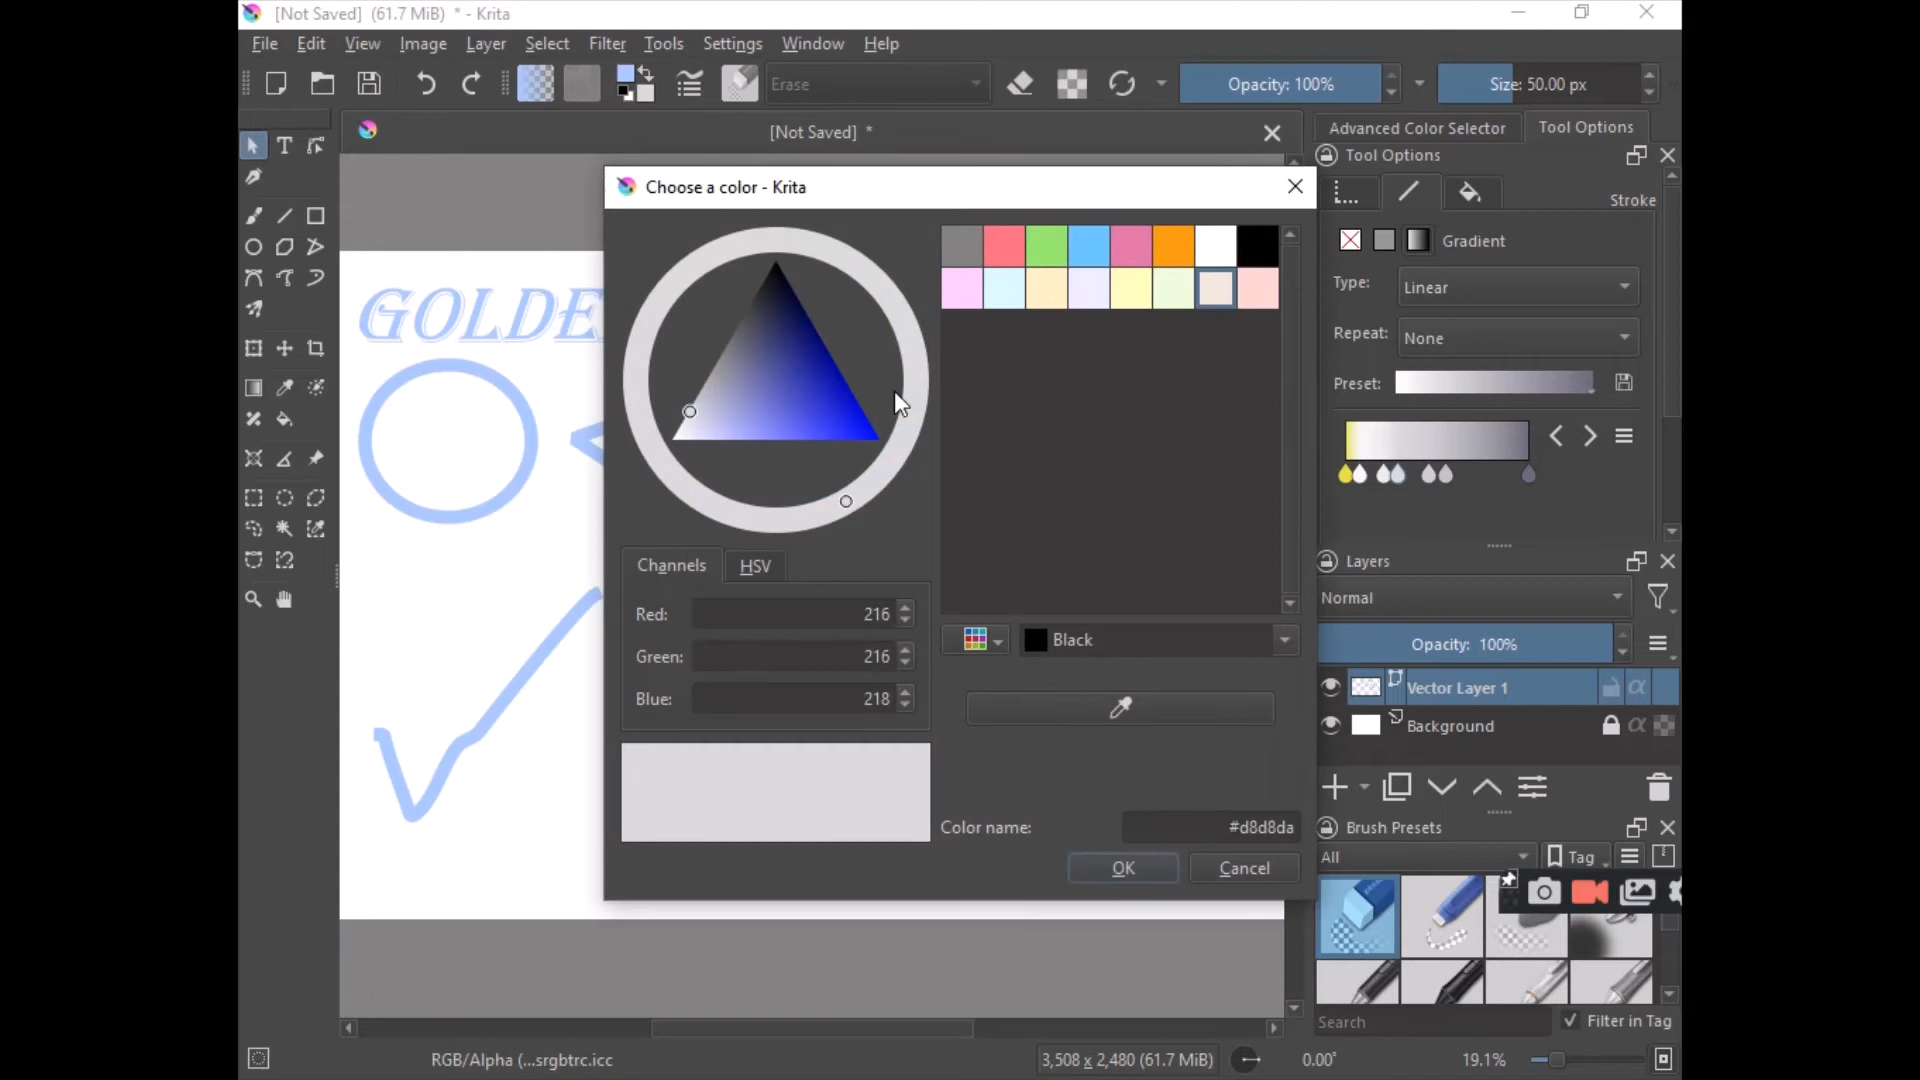 [Not Saved] (61.7 MiB) * - Krita
File Edit View Image Layer Select Filter Tools Settings Window Help
Erase
Opacity: 100%
Size: 50.00 px
[Not Saved] *
Advanced Color Selector
Tool Options
Tool Options
Choose a color - Krita
Stroke
Gradient
Type:
Linear
Repeat:
None
Preset:
GOLDE
Channels
HSV
Red:
216
Green:
216
Blue:
218
Black
Color name:
#d8d8da
OK
Cancel
Layers
Normal
Opacity: 100%
Vector Layer 1
Background
Brush Presets
All
Tag
Search
Filter in Tag
RGB/Alpha (...srgbtrc.icc
3,508 x 2,480 (61.7 MiB)
0.00°
19.1%